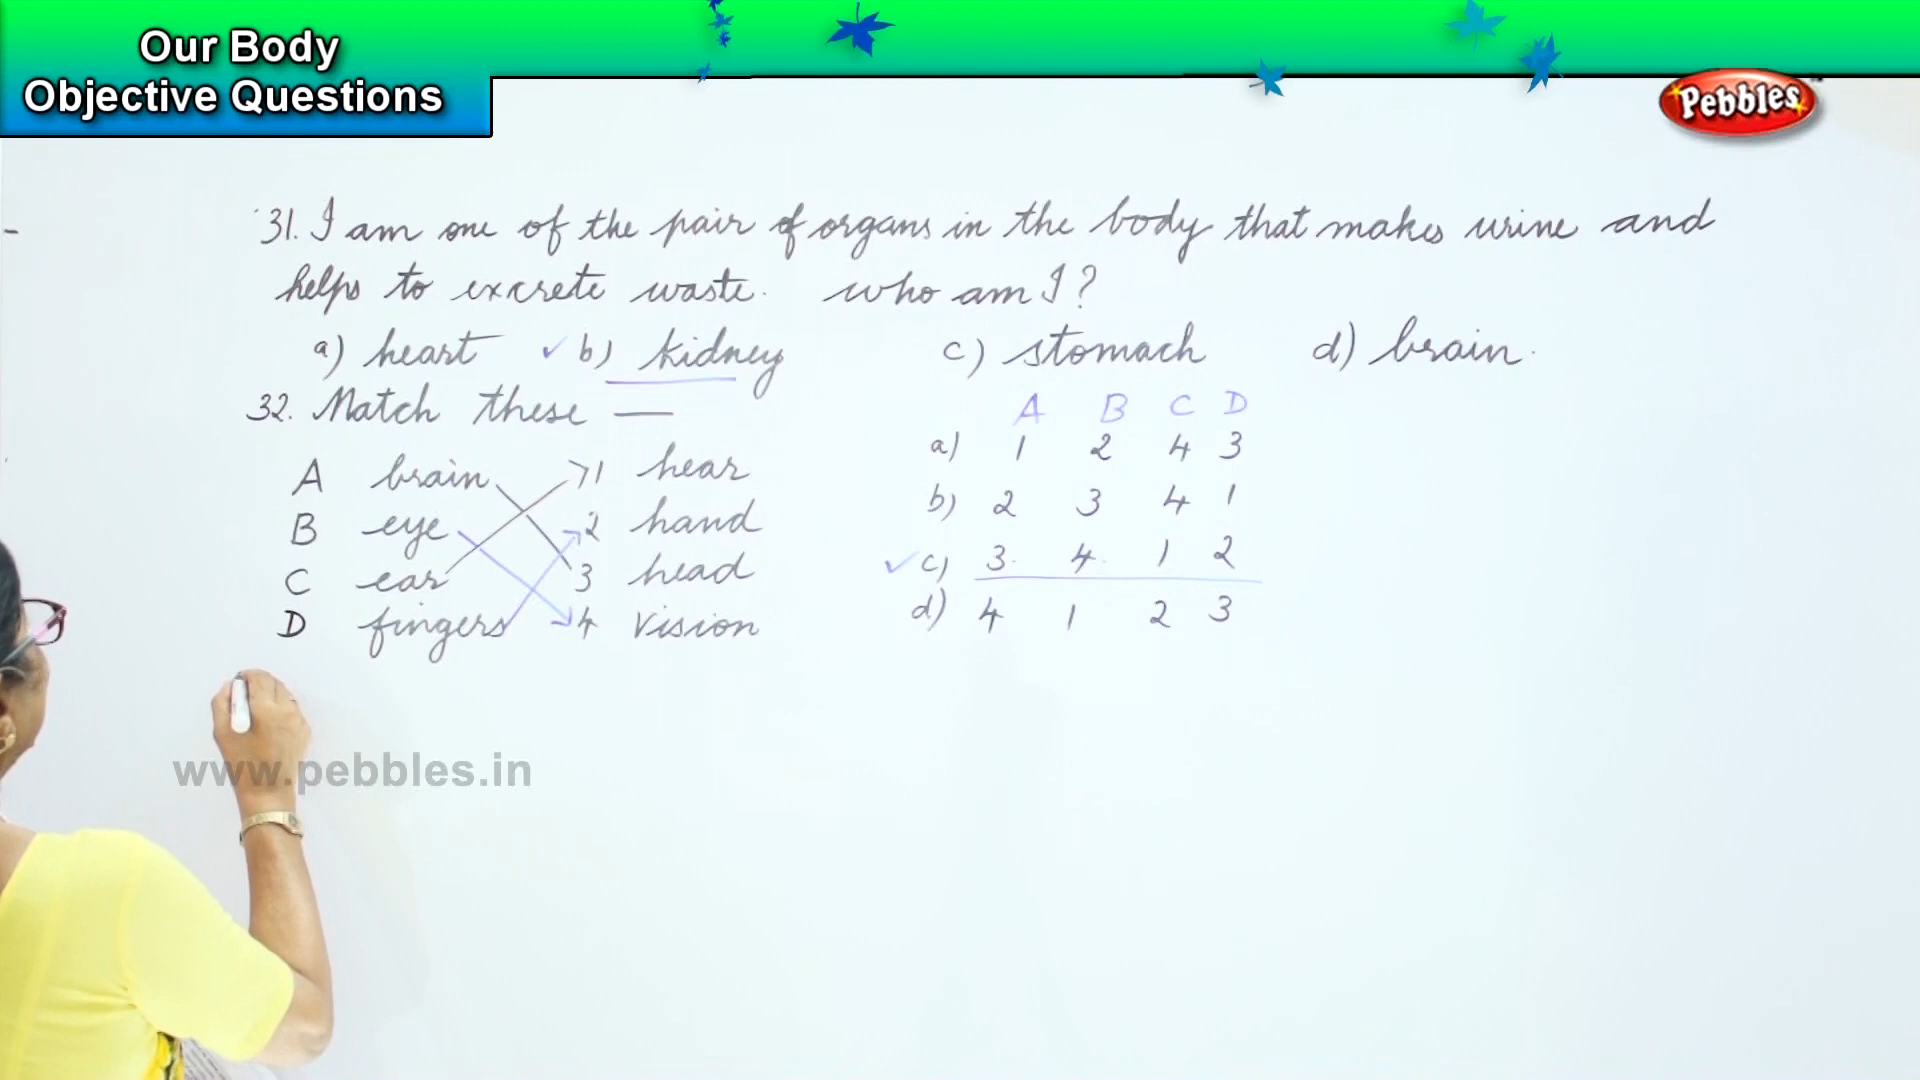 Our Body
Objective Questions
Pebbles
31. I am one of the pair of organs in the body that makes urine and
helps to excrete waste. who am I?
a) heart ✓ b) kidney c) stomach d) brain.
32. Match these —
A B C D
a) 1 2 4 3
A brain 1 hear
b) 2 3 4 1
B eye 2 hand
✓ c) 3. 4. 1 2
C ear 3 head
d) 4 1 2 3
D fingers 4 vision
www.pebbles.in